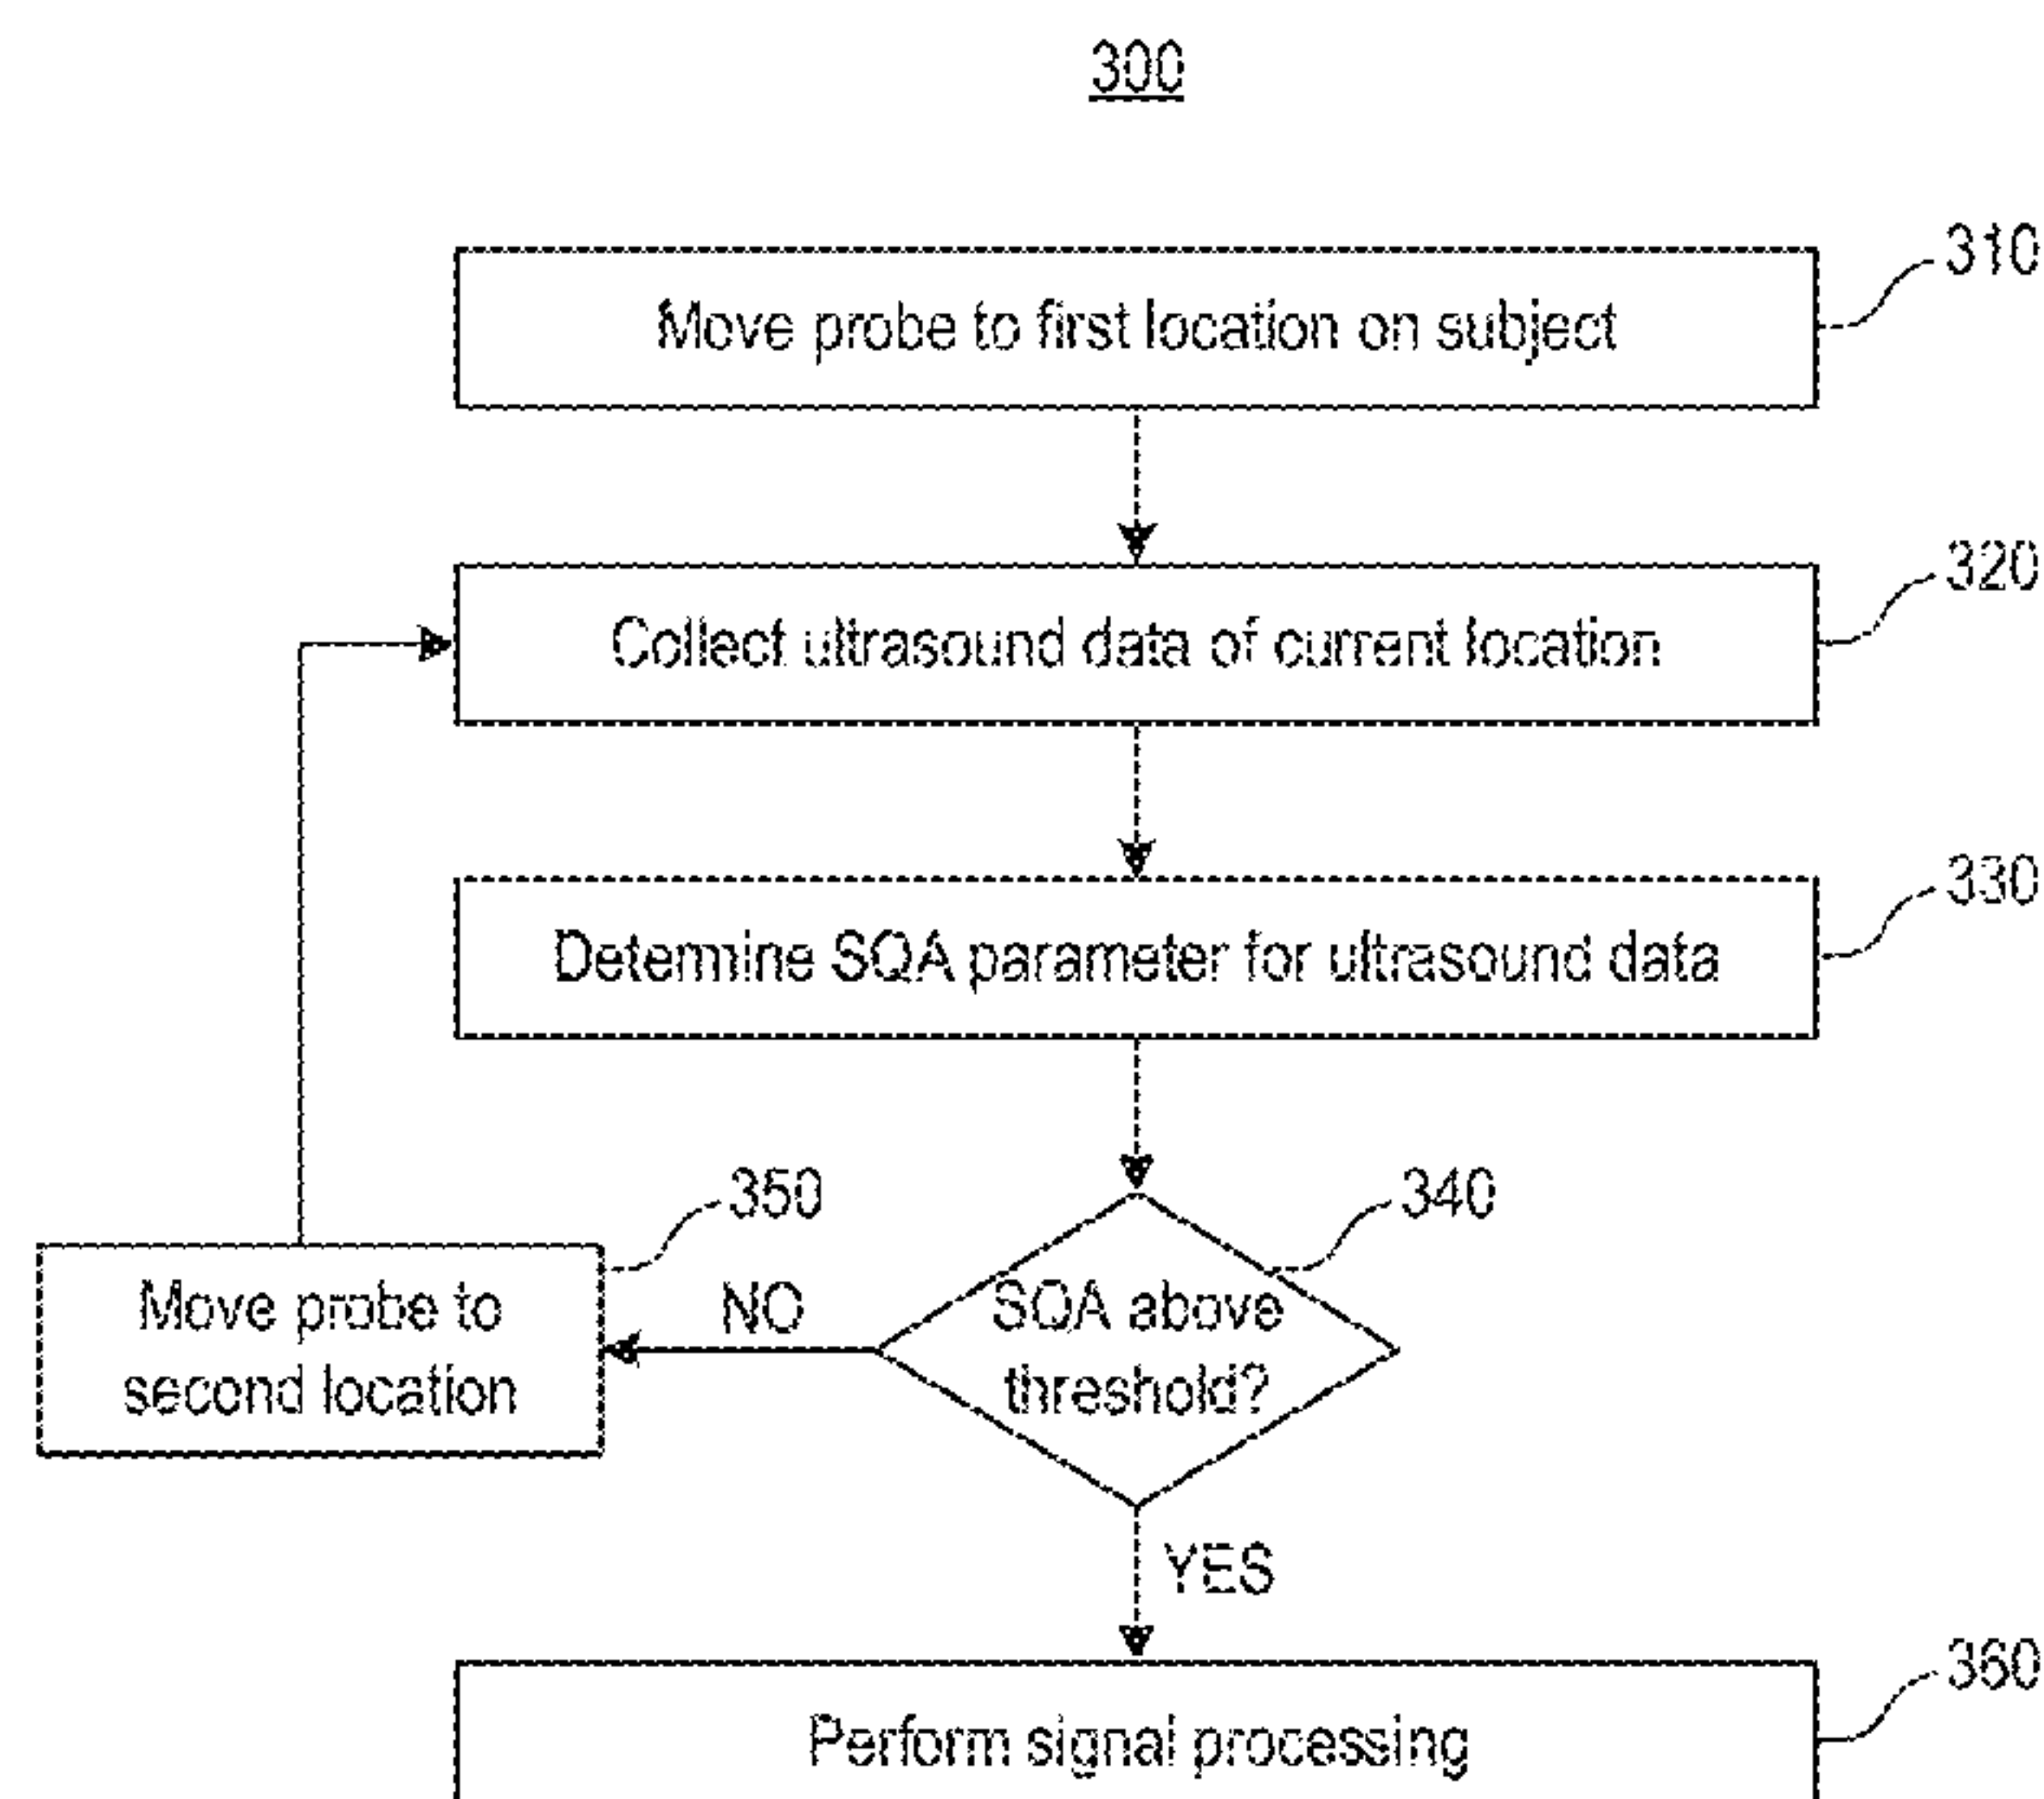 300
310
Move probe to first location on subject
320
Collect ultrasound data of current location
330
Determine SQA parameter for ultrasound data
350
340
Move probe to
second location
NO
SQA above
threshold?
YES
360
Perform signal processing